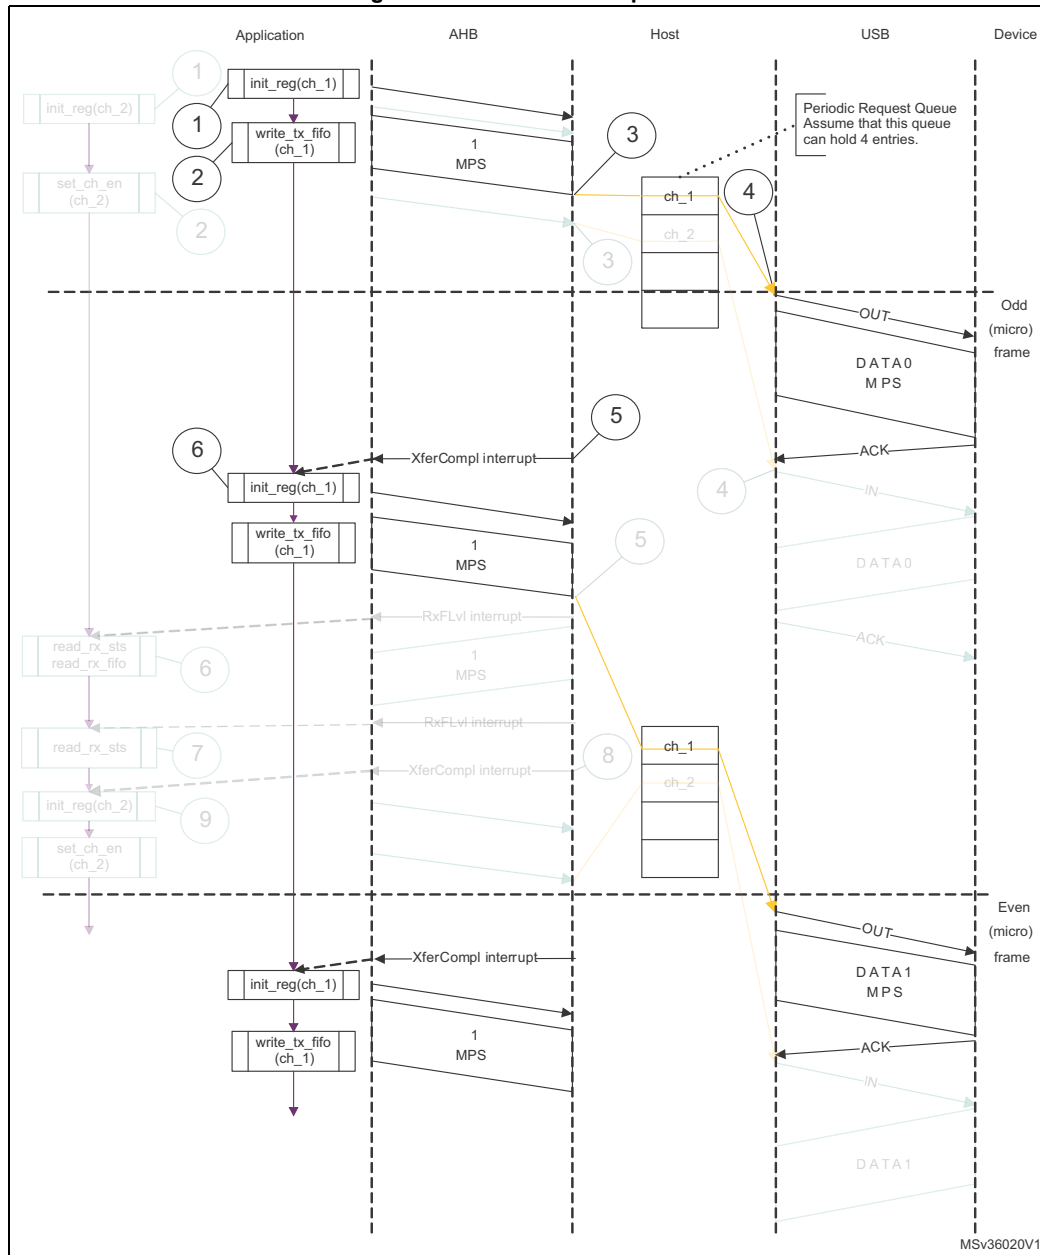 Application
AHB
Host
USB
Device
1
init_reg(ch_1)
init_reg(ch_2)
1
Periodic Request Queue
Assume that this queue
can hold 4 entries.
write_tx_fifo
(ch_1)
1
MPS
3
2
set_ch_en
(ch_2)
ch_1
4
2
ch_2
3
Odd
(micro)
frame
OUT
DATA0
MPS
5
6
XferCompl interrupt
ACK
init_reg(ch_1)
4
IN
write_tx_fifo
(ch_1)
1
MPS
5
DATA0
RxFLvl interrupt
ACK
read_rx_sts
read_rx_fifo
6
1
MPS
RxFLvl interrupt
read_rx_sts
7
ch_1
8
XferCompl interrupt
ch_2
init_reg(ch_2)
9
set_ch_en
(ch_2)
Even
(micro)
frame
OUT
XferCompl interrupt
init_reg(ch_1)
DATA1
MPS
write_tx_fifo
(ch_1)
1
MPS
ACK
IN
DATA1
MSv36020V1